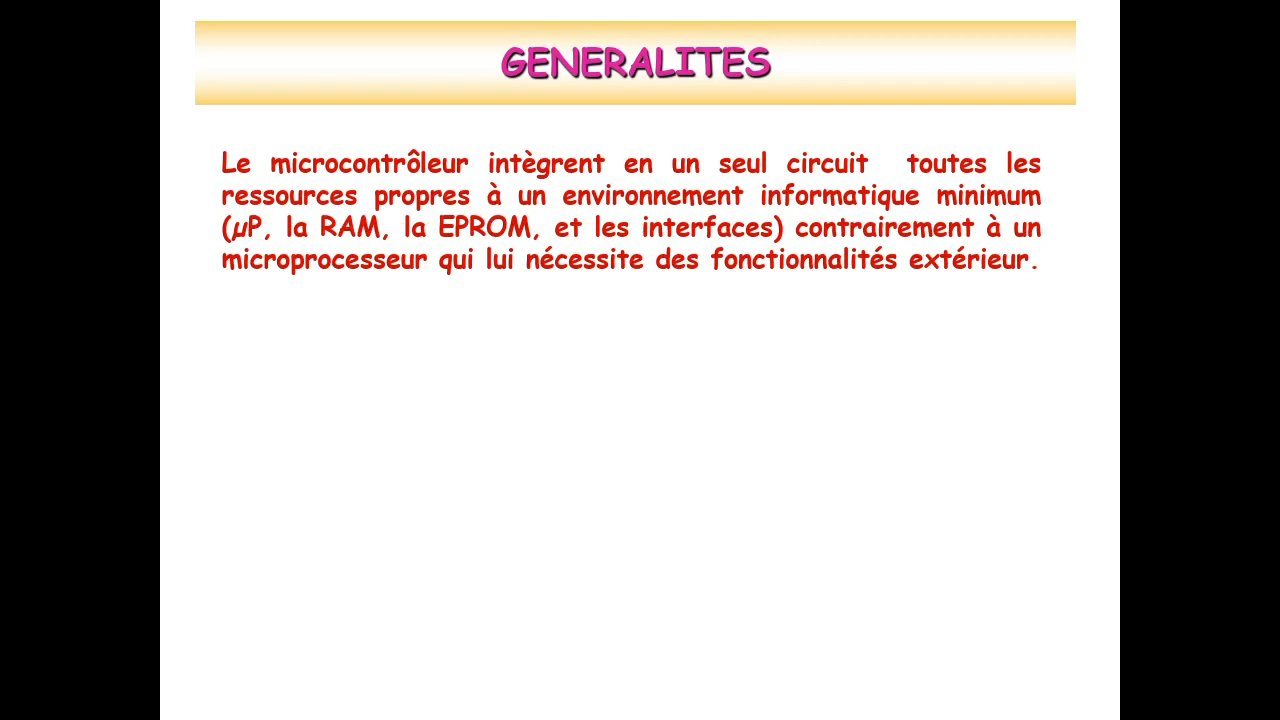 GENERALITES
Le microcontrôleur intègrent en un seul circuit toutes les
ressources propres à un environnement informatique minimum
(µP, la RAM, la EPROM, et les interfaces) contrairement à un
microprocesseur qui lui nécessite des fonctionnalités extérieur.